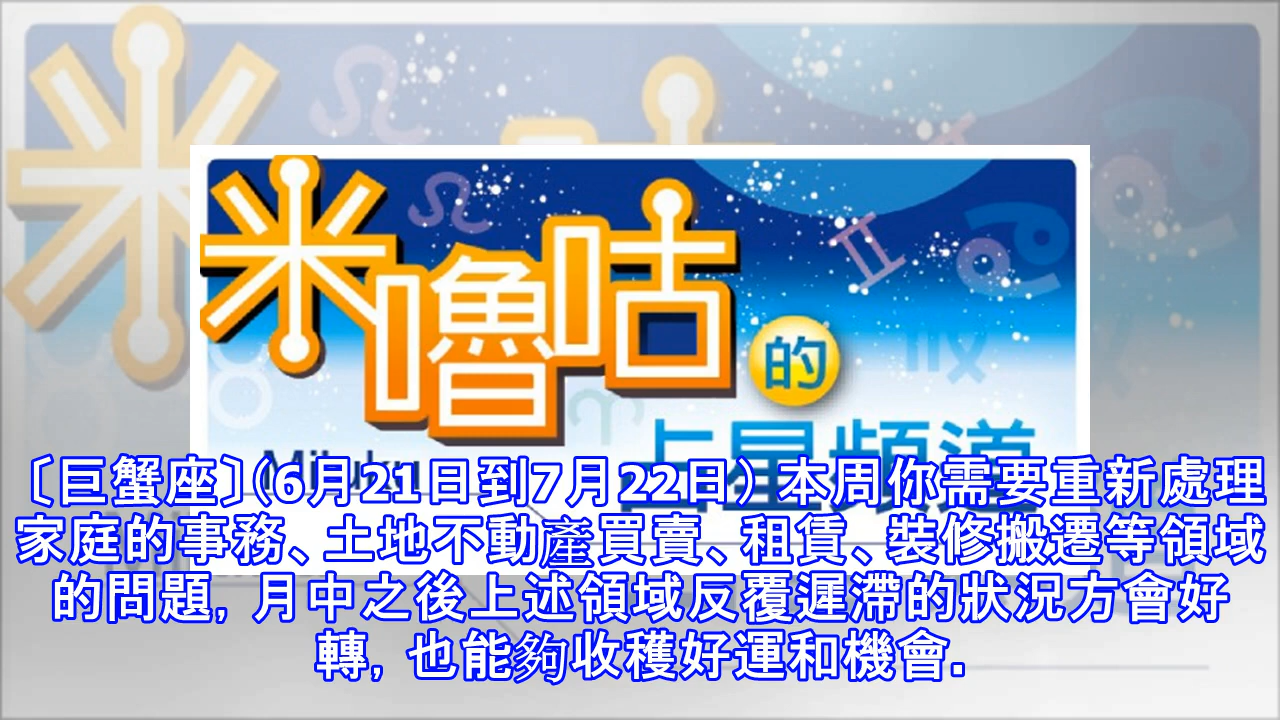 米嚕咕
的
占星頻道
〔巨蟹座〕(6月21日到7月22日) 本周你需要重新處理
家庭的事務、土地不動產買賣、租賃、裝修搬遷等領域
的問題, 月中之後上述領域反覆遲滯的狀況方會好
轉, 也能夠收穫好運和機會.